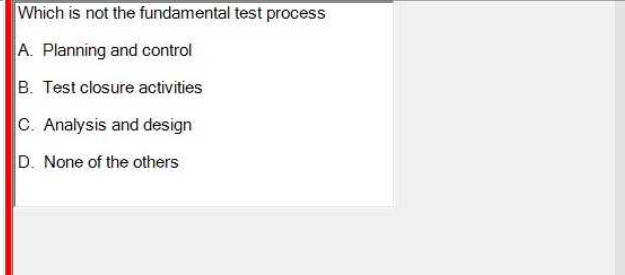 Which is not the fundamental test process
A. Planning and control
B. Test closure activities
C. Analysis and design
D. None of the others